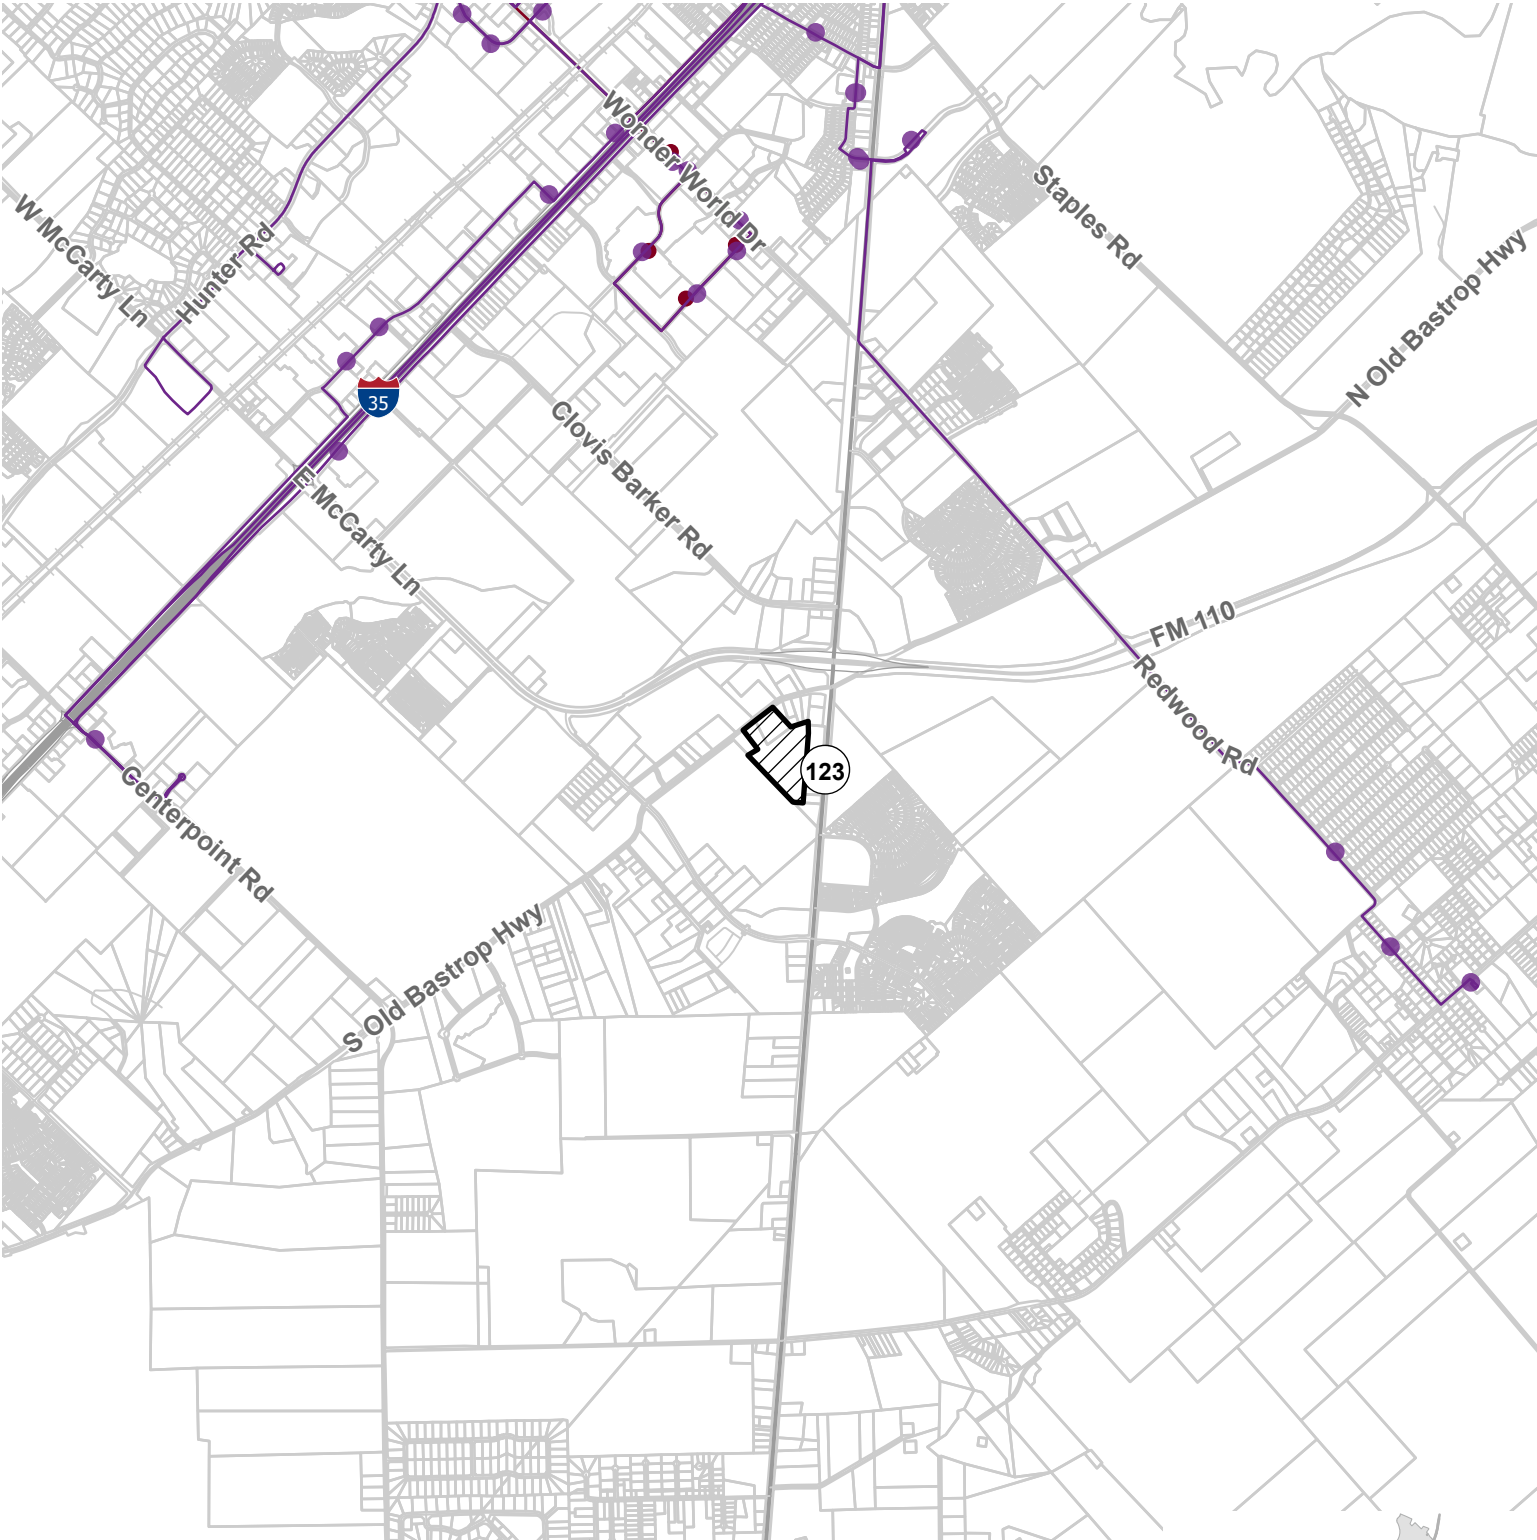 Wonder World Dr
Staples Rd
W McCarty Ln
Hunter Rd
N Old Bastrop Hwy
35
Clovis Barker Rd
E McCarty Ln
FM 110
Redwood Rd
123
Centerpoint Rd
S Old Bastrop Hwy